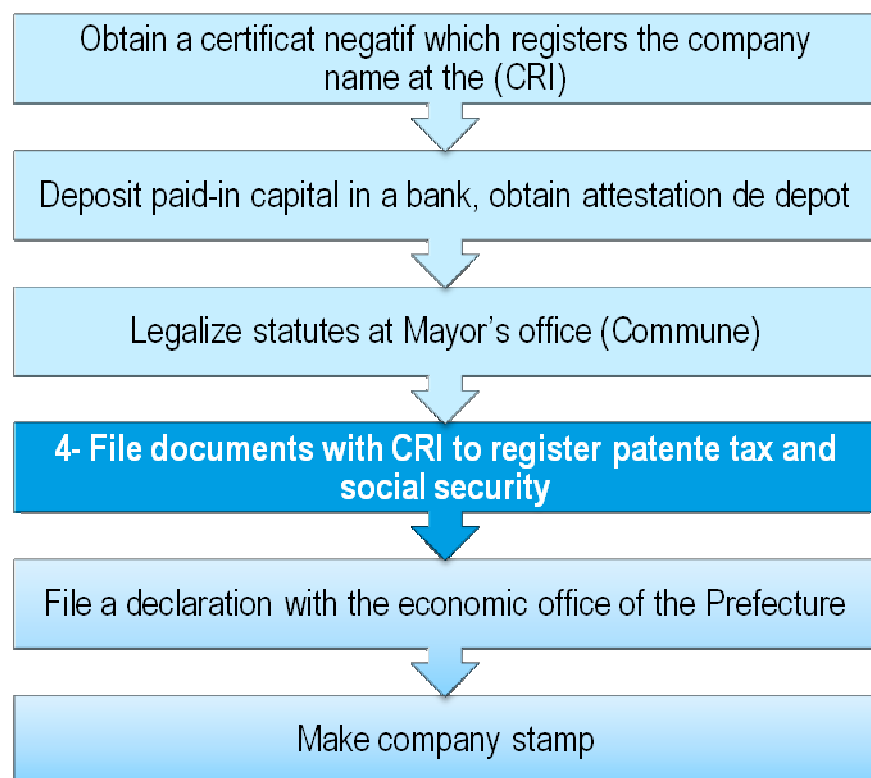 Obtain a certificat negatif which registers the company
name at the (CRI)
Deposit paid-in capital in a bank, obtain attestation de depot
Legalize statutes at Mayor's office (Commune)
4- File documents with CRI to register patente tax and
social security
File a declaration with the economic office of the Prefecture
Make company stamp